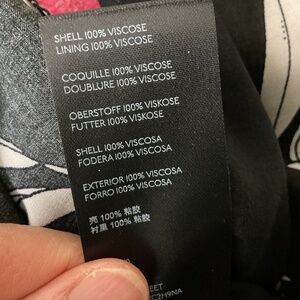 SHELL 100% VISCOSE
LINING 100% VISCOSE
COQUILLE 100% VISCOSE
DOUBLURE 100% VISCOSE
OBERSTOFF 100% VISKOSE
FUTTER 100% VISKOSE
SHELL 100% VISCOSA
FODERA 100% VISCOSA
EXTERIOR 100% VISCOSA
FORRO 100% VISCOSA
壳 100% 粘胶
衬里 100% 粘胶